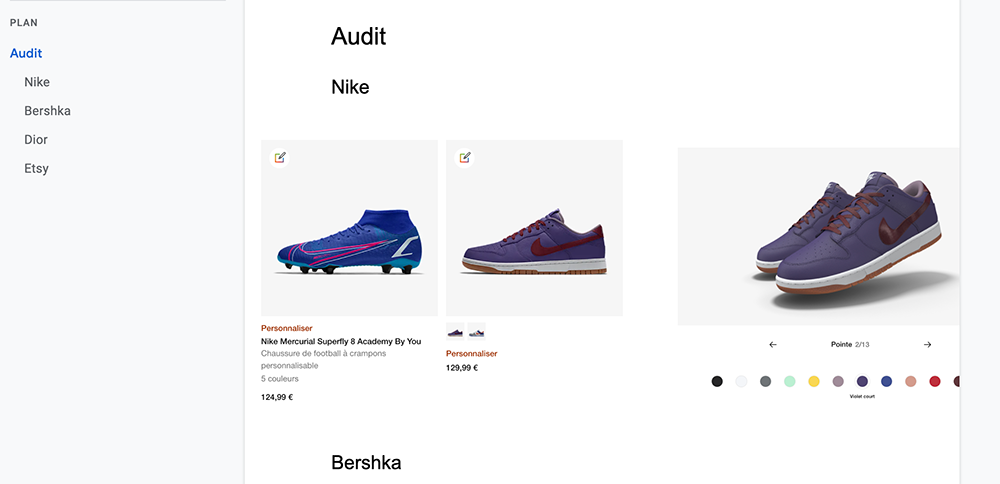 PLAN
Audit
Nike
Bershka
Dior
Etsy
Audit
Nike
Personnaliser
Nike Mercurial Superfly 8 Academy By You
Chaussure de football à crampons
personnalisable
5 couleurs
124,99 €
Personnaliser
129,99 €
Pointe 2/13
Violet court
Bershka